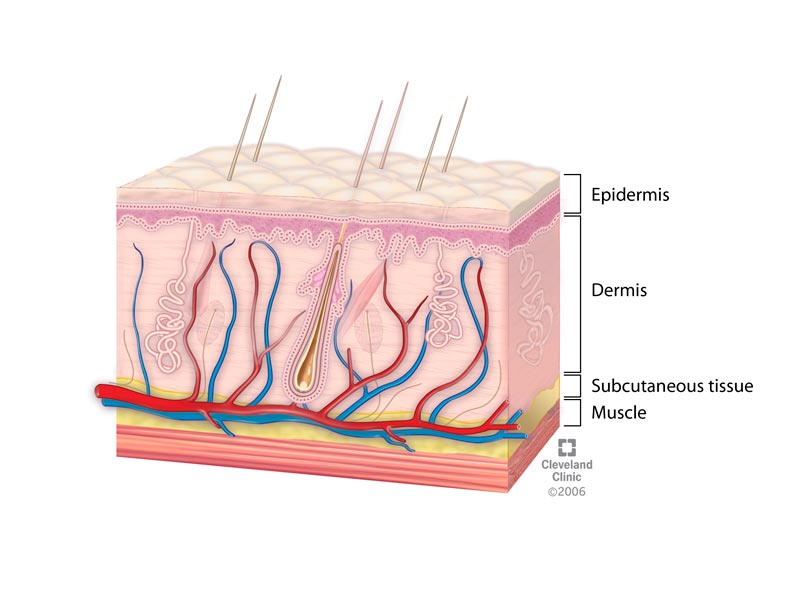 Epidermis
Dermis
Subcutaneous tissue
Muscle
Cleveland
Clinic
©2006